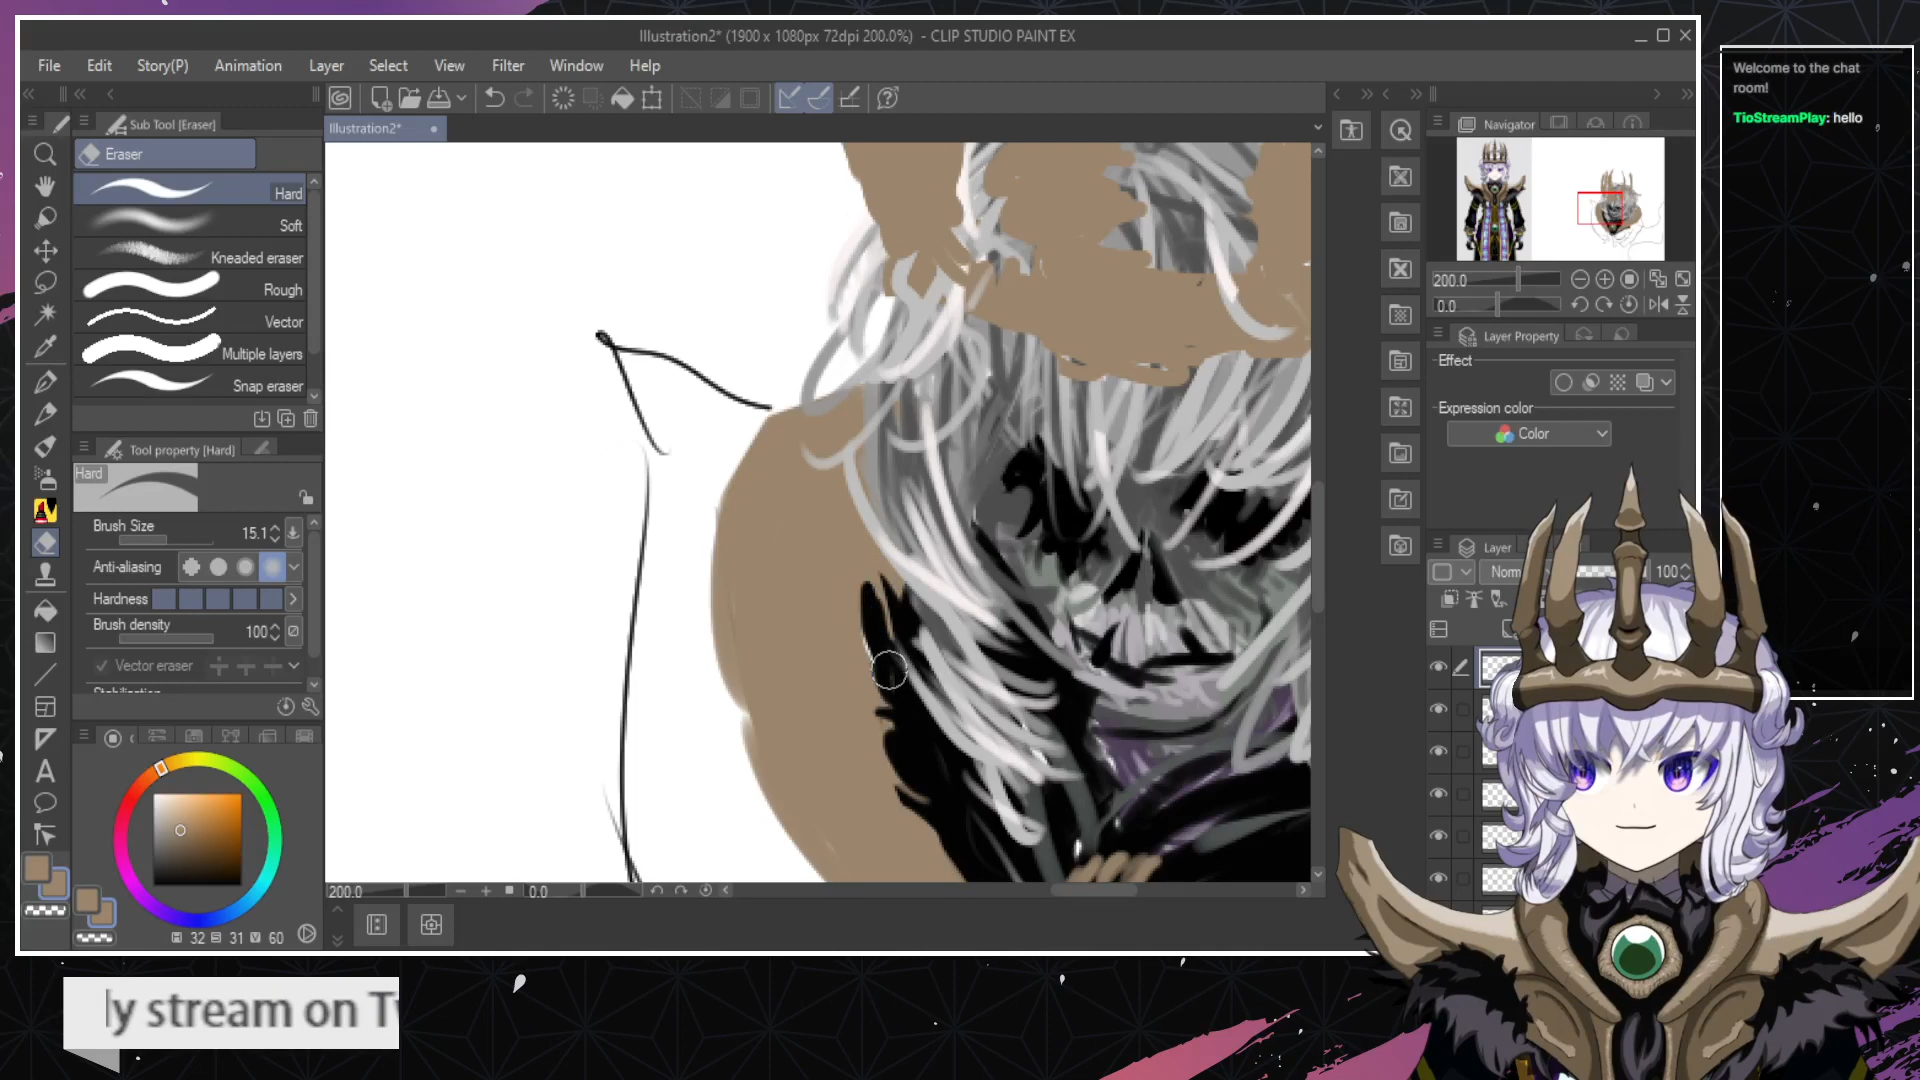 Illustration2* (1900 x 1080px 72dpi 200.0%) - CLIP STUDIO PAINT EX
File Edit Story(P) Animation Layer Select View Filter Window Help
Sub Tool [Eraser]
Illustration2*
Navigator
Eraser
Hard
Soft
Kneaded eraser
Rough
Vector
Multiple layers
Snap eraser
Tool property [Hard]
Hard
Brush Size 15.1
Anti-aliasing
Hardness
Brush density 100
Vector eraser
32 31 60
200.0 0.0
200.0
0.0
Layer Property
Effect
Expression color
Color
Layer
Norm 100
Welcome to the chat
room!
TioStreamPlay: hello
ly stream on Tw